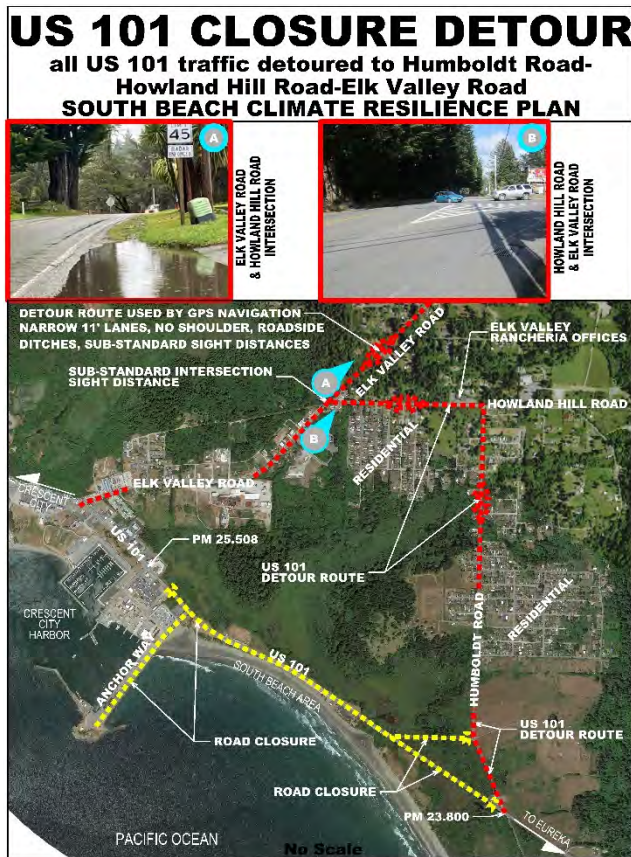 US 101 CLOSURE DETOUR
all US 101 traffic detoured to Humboldt Road-
Howland Hill Road-Elk Valley Road
SOUTH BEACH CLIMATE RESILIENCE PLAN
45
A
ELK VALLEY ROAD
& HOWLAND HILL ROAD
INTERSECTION
B
HOWLAND HILL ROAD
& ELK VALLEY ROAD
INTERSECTION
DETOUR ROUTE USED BY GPS NAVIGATION
NARROW 11' LANES, NO SHOULDER, ROADSIDE
DITCHES, SUB-STANDARD SIGHT DISTANCES
ELK VALLEY ROAD
ELK VALLEY
RANCHERIA OFFICES
SUB-STANDARD INTERSECTION
SIGHT DISTANCE
A
HOWLAND HILL ROAD
B
RESIDENTIAL
ELK VALLEY ROAD
CRESCENT
CITY
US 101
PM 25.508
US 101
DETOUR ROUTE
CRESCENT
CITY
HARBOR
ANCHOR WAY
US 101
SOUTH BEACH AREA
HUMBOLDT ROAD
RESIDENTIAL
ROAD CLOSURE
US 101
DETOUR ROUTE
ROAD CLOSURE
PM 23.800
TO EUREKA
PACIFIC OCEAN
No Scale